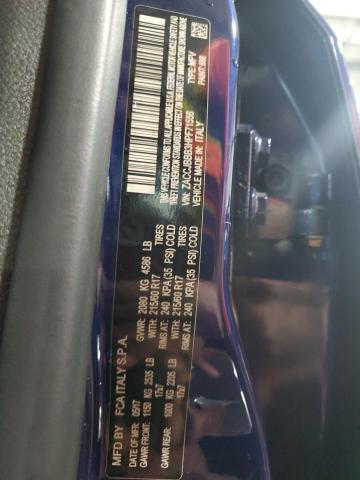 MFD BY FCA ITALY S.P.A.
05/17 GVWR: 2080 KG 4586 LB
GAWR FRONT: 1150 KG 2535 LB WITH: 215/60 R17 TIRES
17x7 RIMS AT: 240 KPA(35 PSI) COLD
GAWR REAR: 1000 KG 2205 LB WITH: 215/60 R17 TIRES
17x7 RIMS AT: 240 KPA(35 PSI) COLD
THIS VEHICLE CONFORMS TO ALL APPLICABLE U.S.A. FEDERAL MOTOR VEHICLE SAFETY AND
THEFT PREVENTION STANDARDS IN EFFECT ON THE DATE OF MANUFACTURE SHOWN ABOVE
VIN: ZACCJBBB3HPF71556 TYPE: MPV
VEHICLE MADE IN: ITALY